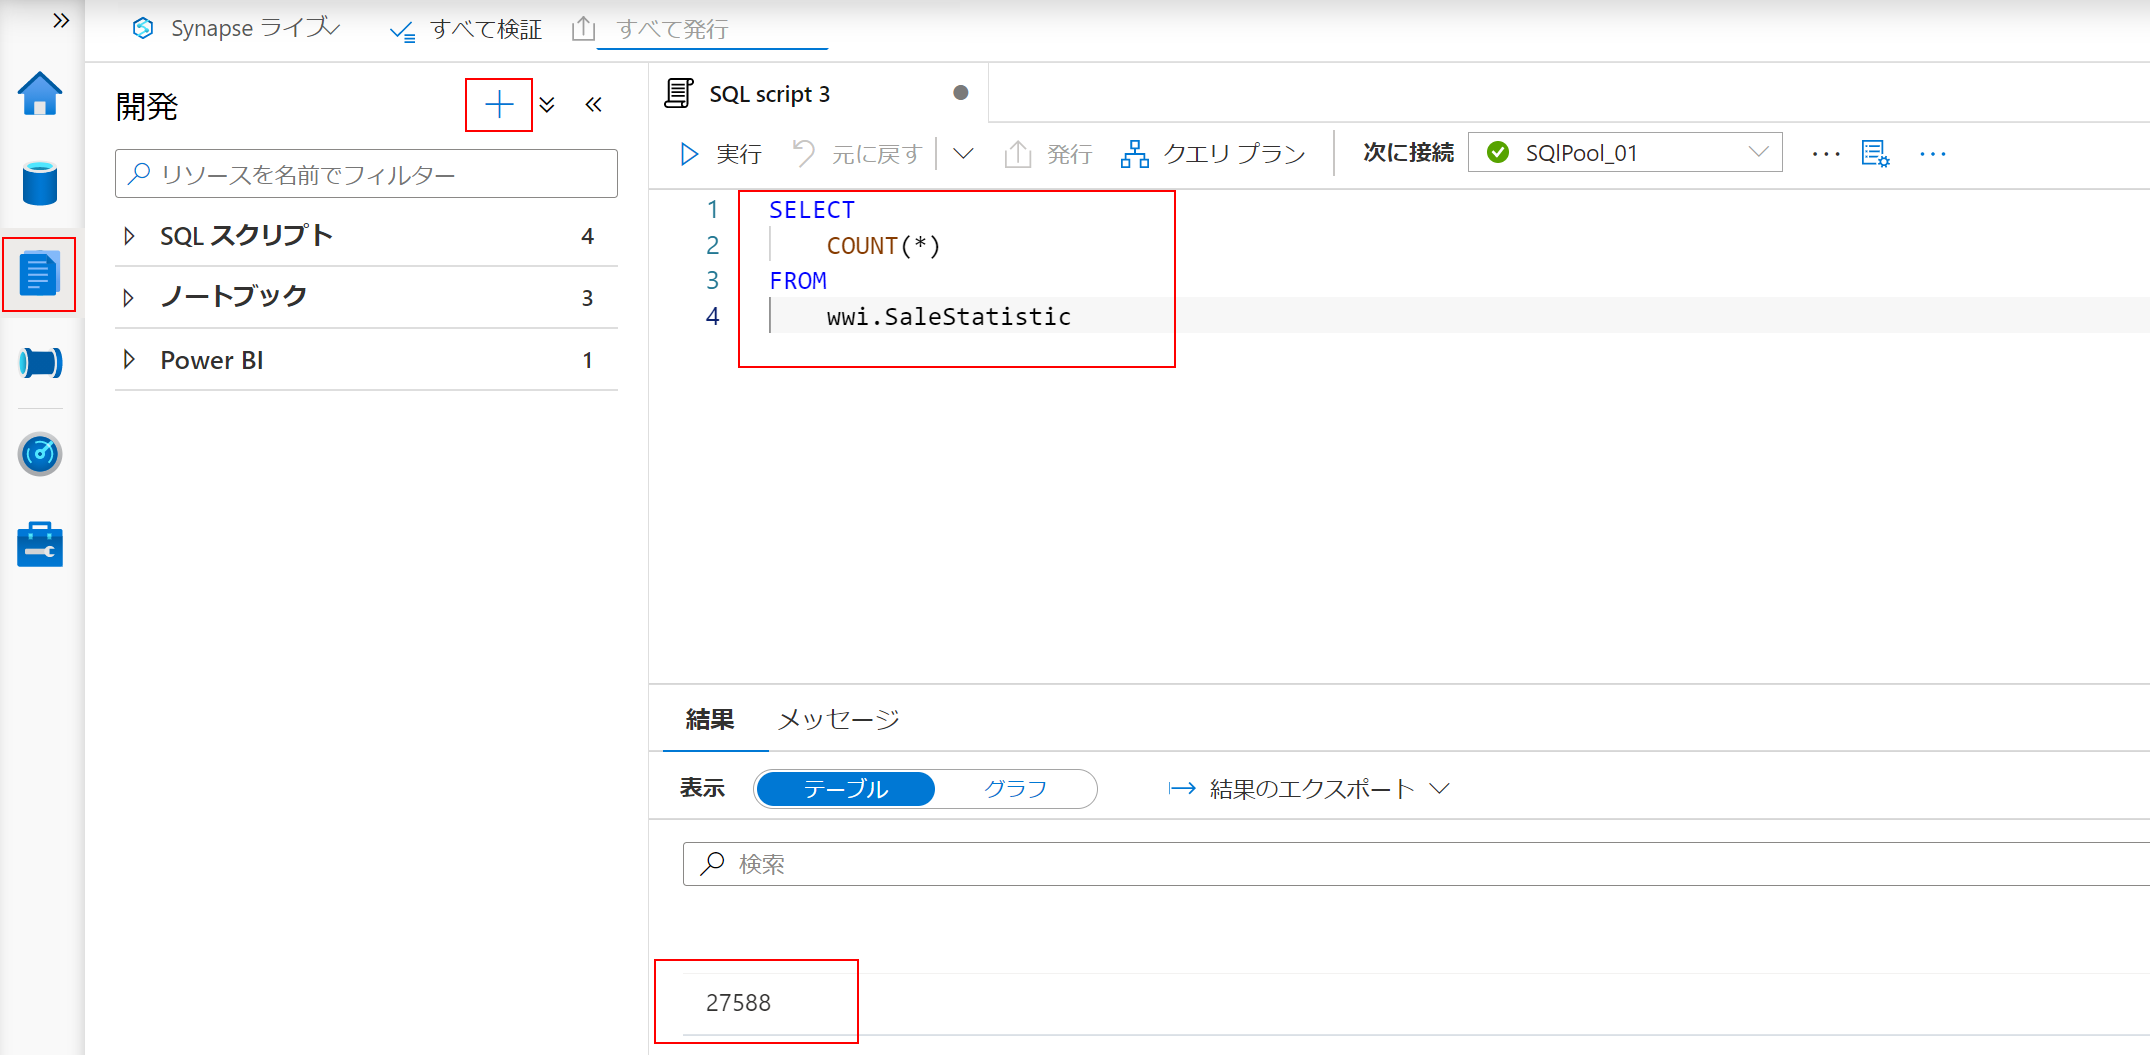 Synapse ライブ
すべて検証
すべて発行
開発
リソースを名前でフィルター
SQL スクリプト 4
ノートブック 3
Power BI 1
SQL script 3
実行
元に戻す
発行
クエリ プラン
次に接続
SQlPool_01
1 SELECT
2 COUNT(*)
3 FROM
4 wwi.SaleStatistic
結果
メッセージ
表示
テーブル
グラフ
結果のエクスポート
検索
27588